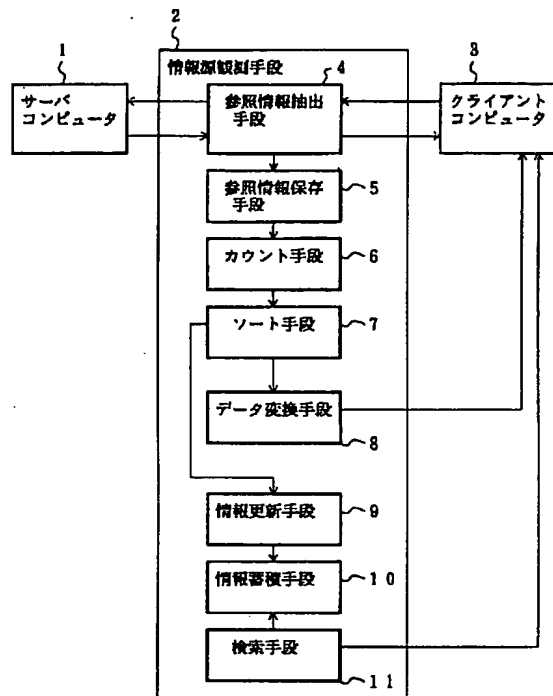 2
1
情報源観測手段
4
3
サーバ
コンピュータ
参照情報抽出
手段
クライアント
コンピュータ
参照情報保存
手段
5
カウント手段
6
ソート手段
7
データ変換手段
8
情報更新手段
9
情報蓄積手段
10
検索手段
11